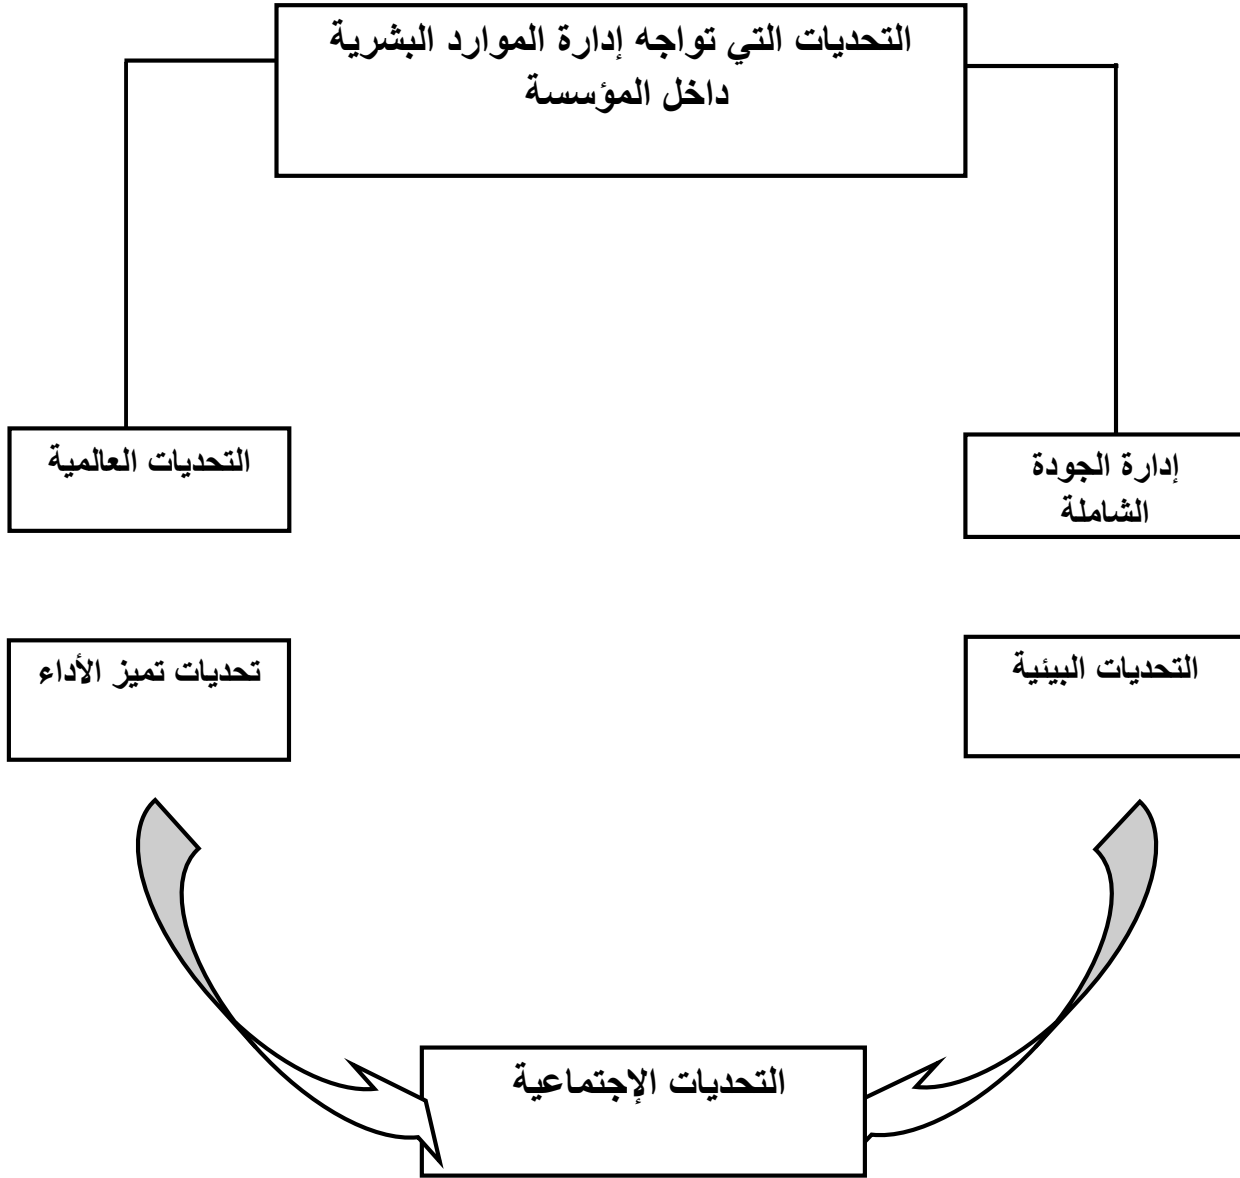 التحديات التي تواجه إدارة الموارد البشرية
داخل المؤسسة
إدارة الجودة
الشاملة
التحديات العالمية
التحديات البيئية
تحديات تميز الأداء
التحديات الإجتماعية